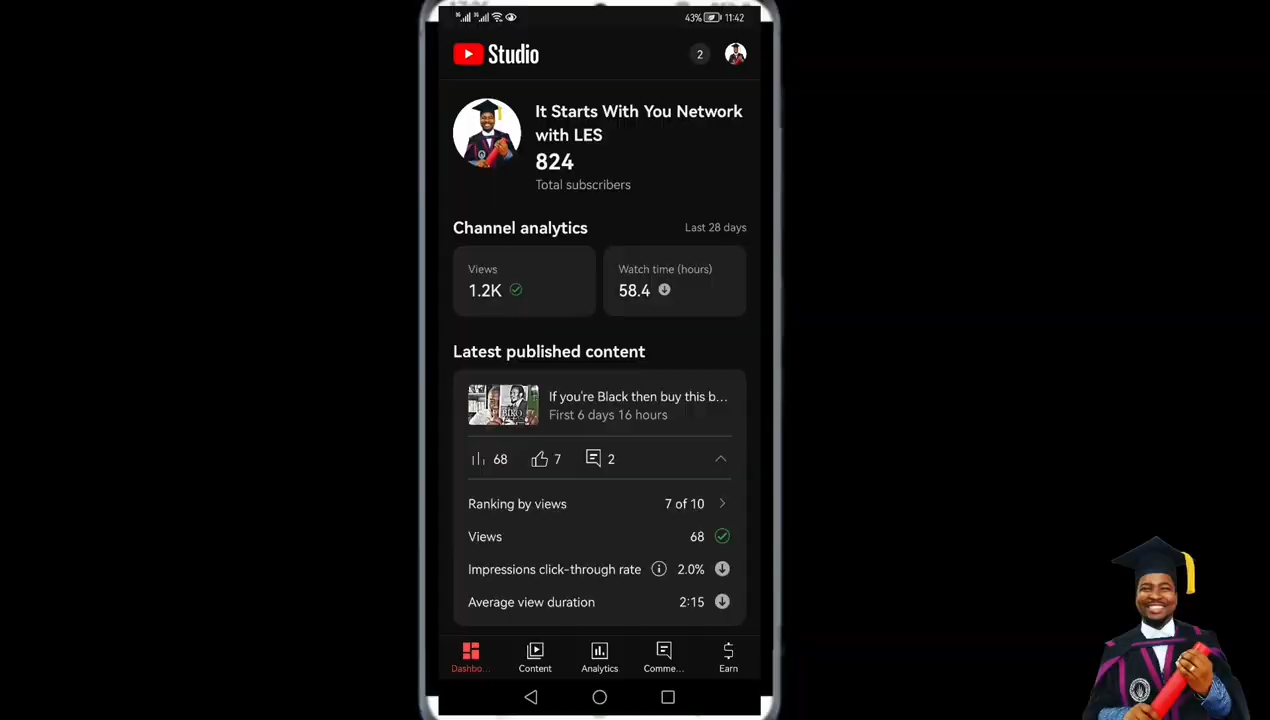 43% 11:42
Studio
2
It Starts With You Network
with LES
824
Total subscribers
Channel analytics
Last 28 days
Views
1.2K
Watch time (hours)
58.4
Latest published content
If you're Black then buy this b...
First 6 days 16 hours
68 7 2
Ranking by views 7 of 10
Views 68
Impressions click-through rate 2.0%
Average view duration 2:15
Dashbo...
Content
Analytics
Comme...
Earn